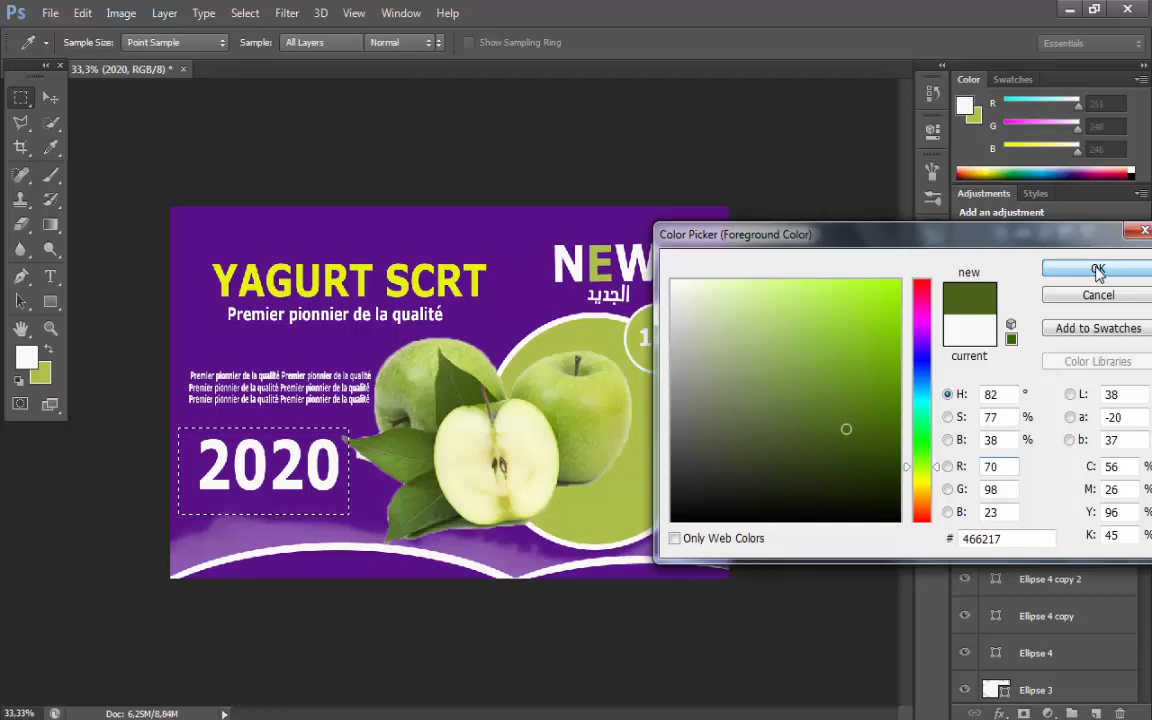 Ps File Edit Image Layer Type Select Filter 3D View Window Help
Sample Size: Point Sample Sample: All Layers Normal Show Sampling Ring Essentials
33,3% (2020, RGB/8) * ×
Color Swatches
R 251
G 248
B 248
Adjustments Styles
Add an adjustment
Color Picker (Foreground Color)
new
current
OK
Cancel
Add to Swatches
Color Libraries
H: 82 °
S: 77 %
B: 38 %
R: 70
G: 98
B: 23
L: 38
a: -20
b: 37
C: 56 %
M: 26 %
Y: 96 %
K: 45 %
# 466217
Only Web Colors
YAGURT SCRT
Premier pionnier de la qualité
NEW
الجديد
1
Premier pionnier de la qualité Premier pionnier de la qualité
Premier pionnier de la qualité Premier pionnier de la qualité
Premier pionnier de la qualité Premier pionnier de la qualité
2020
Ellipse 4 copy 2
Ellipse 4 copy
Ellipse 4
Ellipse 3
33,33% Doc: 6,25M/8,84M
fx